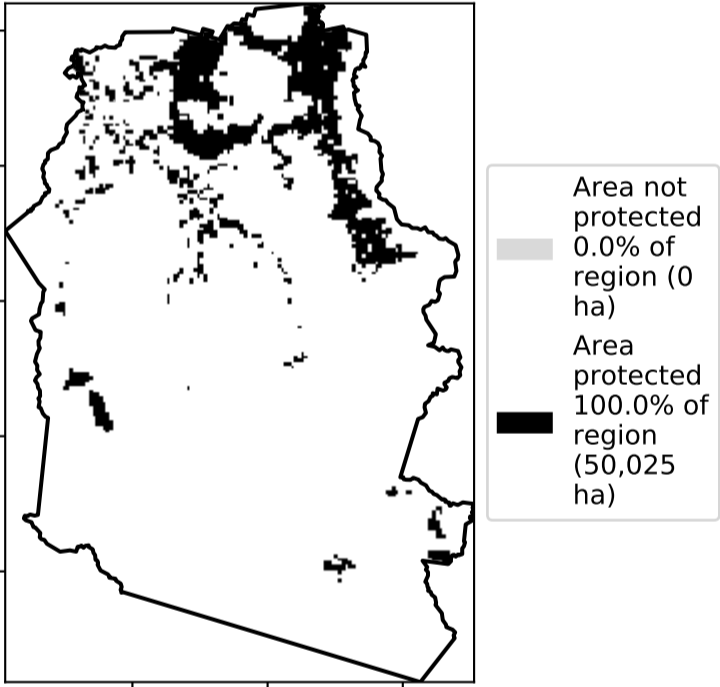 Area not
protected
0.0% of
region (0
ha)
Area
protected
100.0% of
region
(50,025
ha)